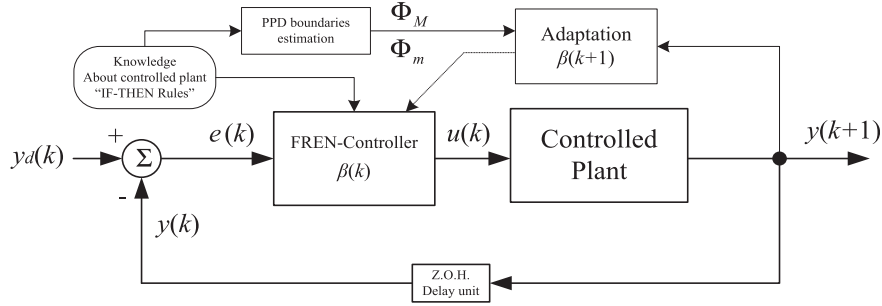 PPD boundaries
estimation
Φ_M
Φ_m
Adaptation
β(k+1)
Knowledge
About controlled plant
“IF-THEN Rules”
y_d(k)
+
Σ
-
e(k)
FREN-Controller
β(k)
u(k)
Controlled
Plant
y(k+1)
y(k)
Z.O.H.
Delay unit